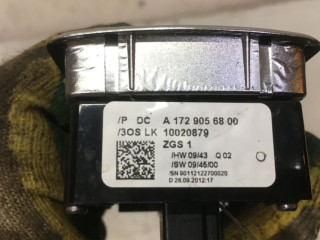 /P DC A 172 905 68 00
/3OS LK 10020879
ZGS 1
/HW 09/43 Q 02
/SW 09/45/00
/SN 90112122700020
D 26.09.2012:17